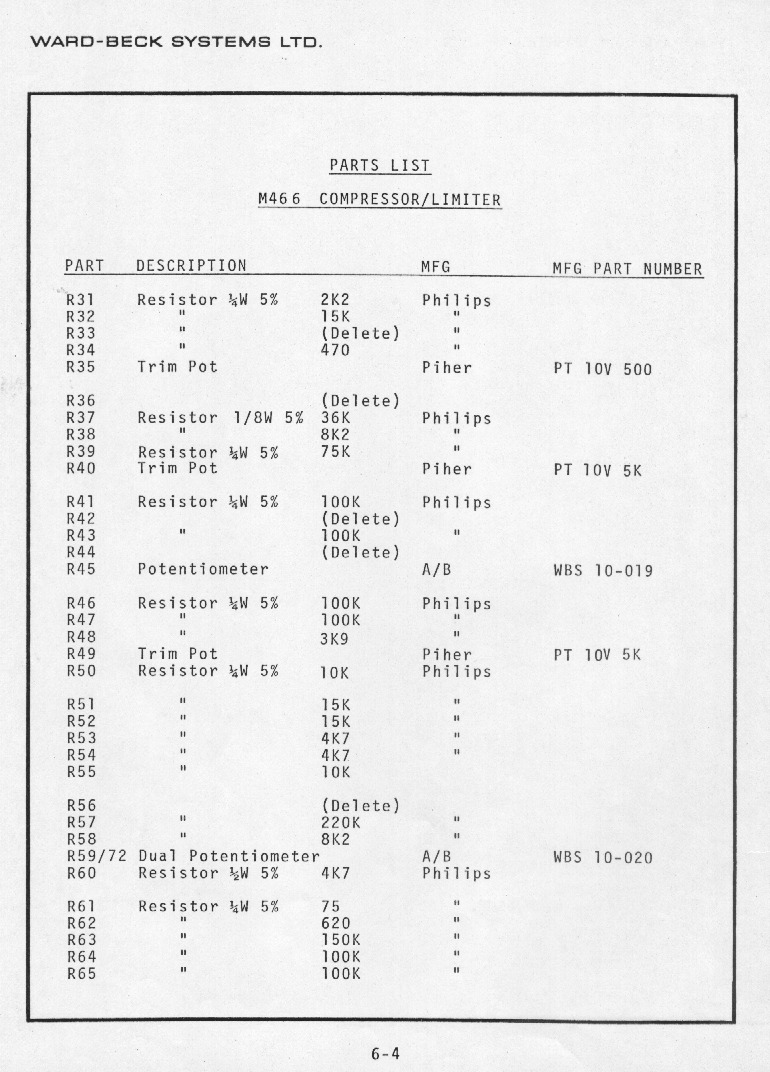 WARD-BECK SYSTEMS LTD.
PARTS LIST
M466 COMPRESSOR/LIMITER
PART DESCRIPTION MFG MFG PART NUMBER
R31 Resistor ¼W 5% 2K2 Philips
R32 " 15K "
R33 " (Delete) "
R34 " 470 "
R35 Trim Pot Piher PT 10V 500
R36 (Delete)
R37 Resistor 1/8W 5% 36K Philips
R38 " 8K2 "
R39 Resistor ¼W 5% 75K "
R40 Trim Pot Piher PT 10V 5K
R41 Resistor ¼W 5% 100K Philips
R42 (Delete)
R43 " 100K "
R44 (Delete)
R45 Potentiometer A/B WBS 10-019
R46 Resistor ¼W 5% 100K Philips
R47 " 100K "
R48 " 3K9 "
R49 Trim Pot Piher PT 10V 5K
R50 Resistor ¼W 5% 10K Philips
R51 " 15K "
R52 " 15K "
R53 " 4K7 "
R54 " 4K7 "
R55 " 10K
R56 (Delete)
R57 " 220K "
R58 " 8K2 "
R59/72 Dual Potentiometer A/B WBS 10-020
R60 Resistor ½W 5% 4K7 Philips
R61 Resistor ¼W 5% 75 "
R62 " 620 "
R63 " 150K "
R64 " 100K "
R65 " 100K "
6-4